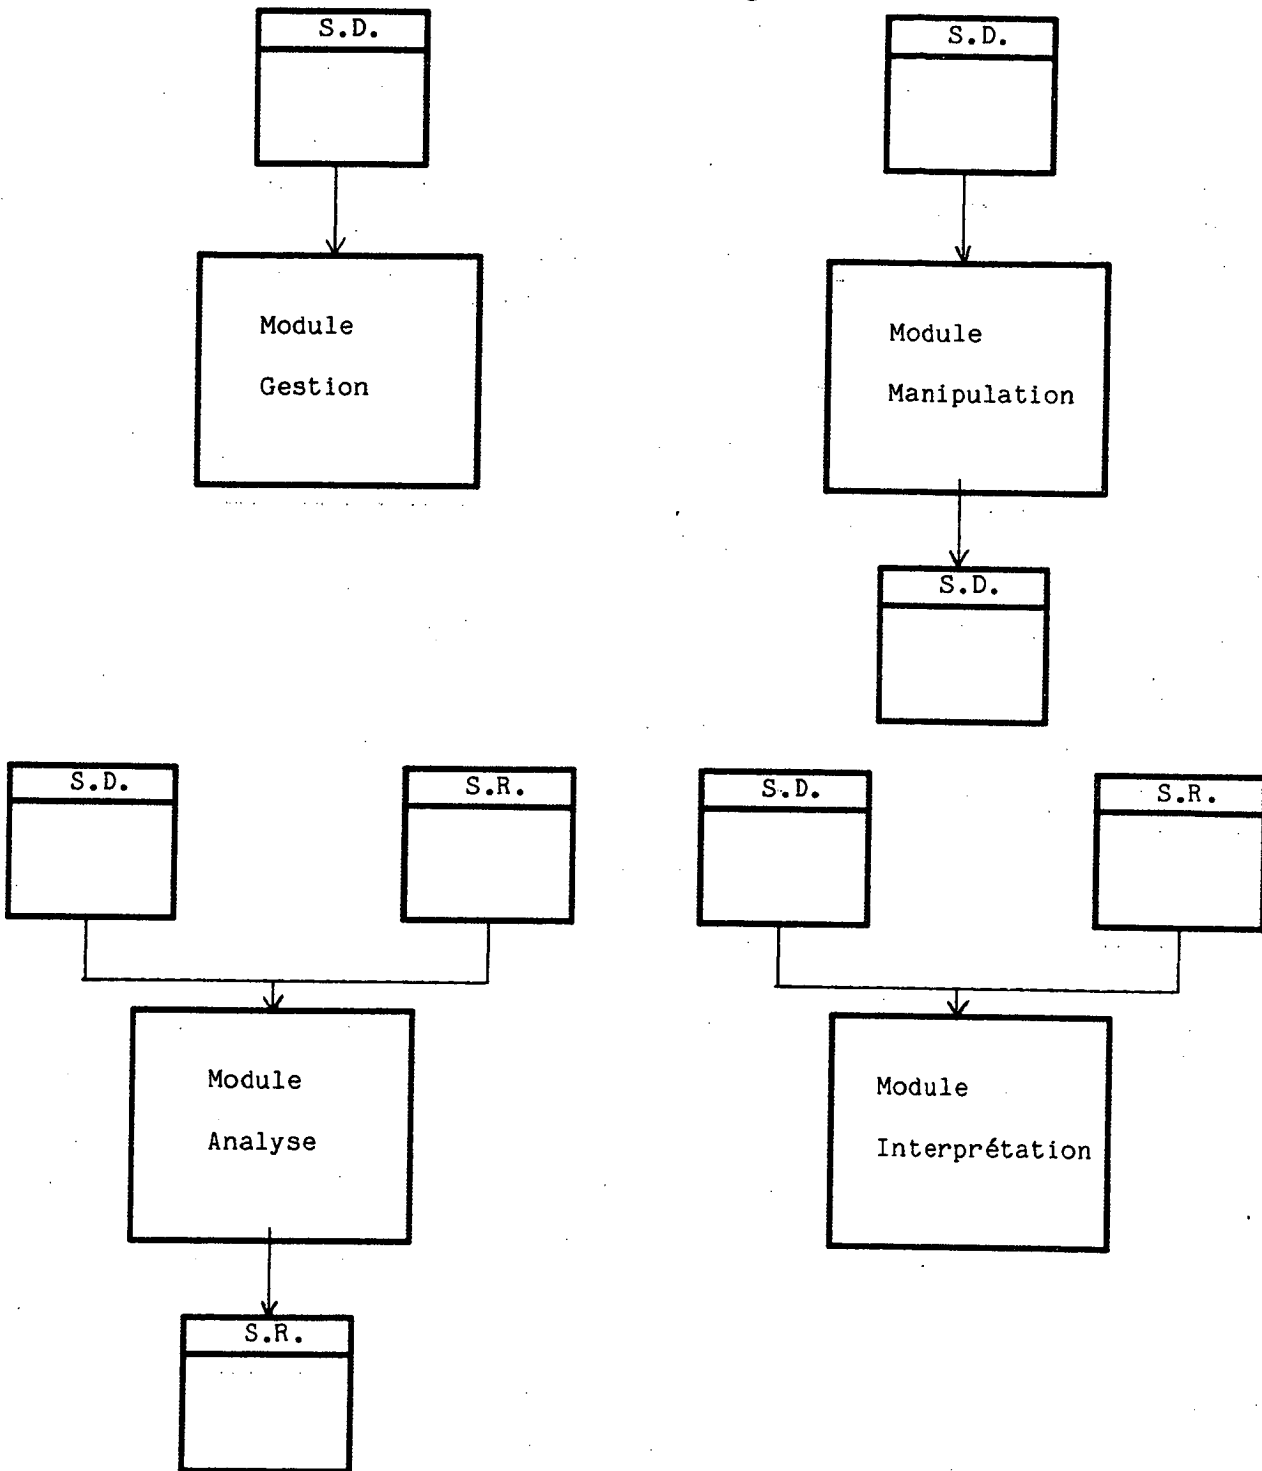 S.D.
S.D.
Module
Gestion
Module
Manipulation
S.D.
S.D.
S.R.
S.D.
S.R.
Module
Analyse
Module
Interprétation
S.R.